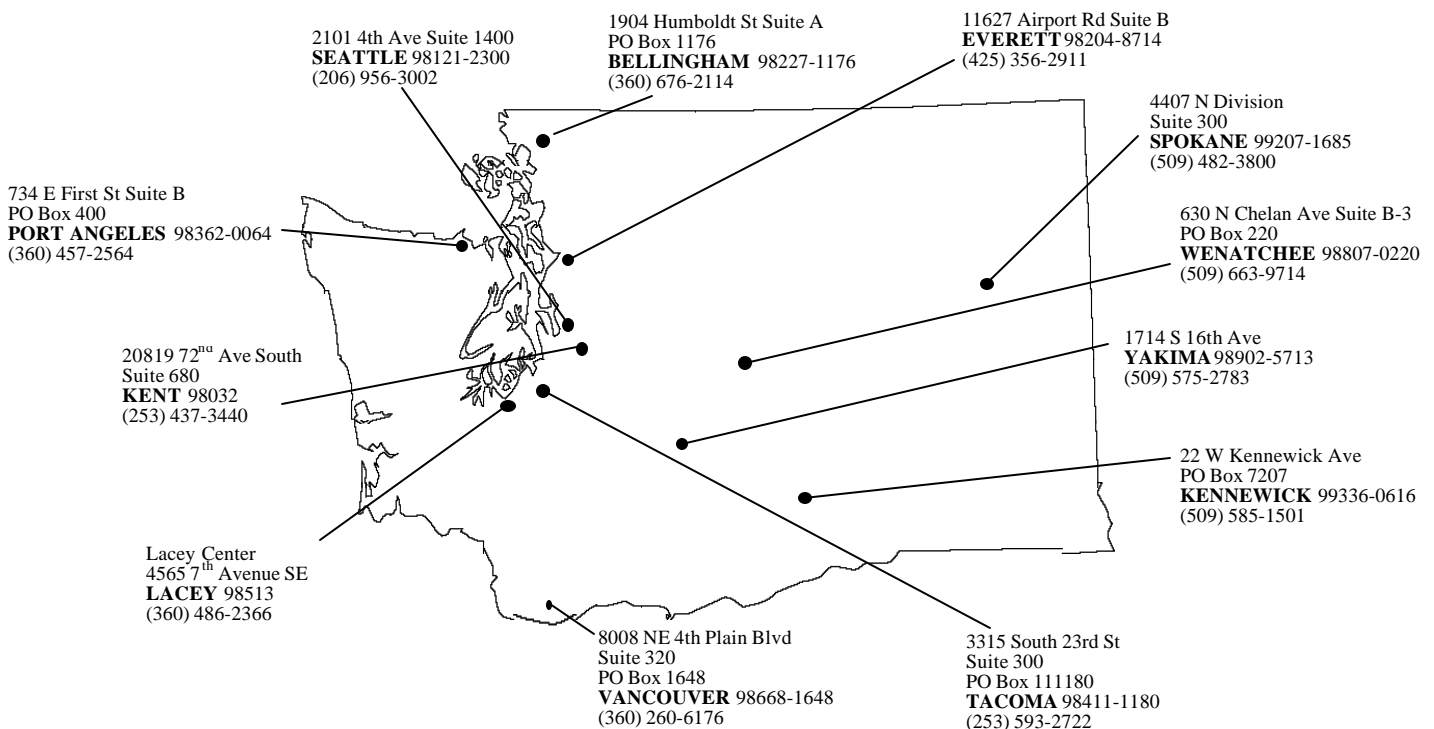 1904 Humboldt St Suite A
PO Box 1176
BELLINGHAM 98227-1176
(360) 676-2114
11627 Airport Rd Suite B
EVERETT 98204-8714
(425) 356-2911
2101 4th Ave Suite 1400
SEATTLE 98121-2300
(206) 956-3002
4407 N Division
Suite 300
SPOKANE 99207-1685
(509) 482-3800
734 E First St Suite B
PO Box 400
PORT ANGELES 98362-0064
(360) 457-2564
630 N Chelan Ave Suite B-3
PO Box 220
WENATCHEE 98807-0220
(509) 663-9714
20819 72nd Ave South
Suite 680
KENT 98032
(253) 437-3440
1714 S 16th Ave
YAKIMA 98902-5713
(509) 575-2783
22 W Kennewick Ave
PO Box 7207
KENNEWICK 99336-0616
(509) 585-1501
Lacey Center
4565 7th Avenue SE
LACEY 98513
(360) 486-2366
8008 NE 4th Plain Blvd
Suite 320
PO Box 1648
VANCOUVER 98668-1648
(360) 260-6176
3315 South 23rd St
Suite 300
PO Box 111180
TACOMA 98411-1180
(253) 593-2722